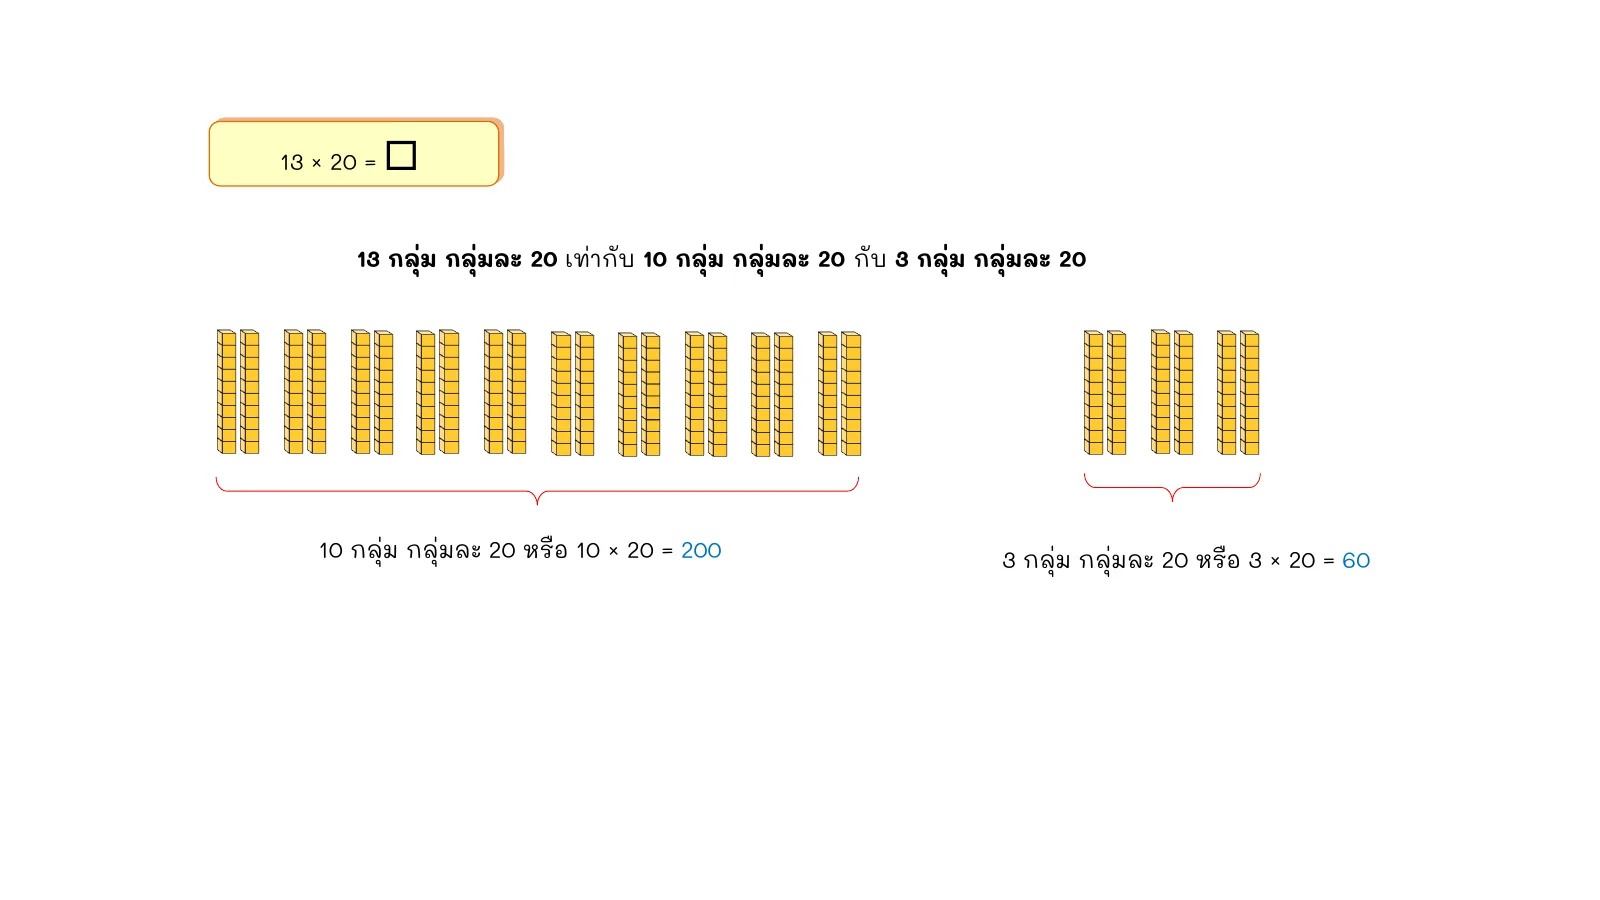 13 × 20 = □
13 กลุ่ม กลุ่มละ 20 เท่ากับ 10 กลุ่ม กลุ่มละ 20 กับ 3 กลุ่ม กลุ่มละ 20
10 กลุ่ม กลุ่มละ 20 หรือ 10 × 20 = 200
3 กลุ่ม กลุ่มละ 20 หรือ 3 × 20 = 60